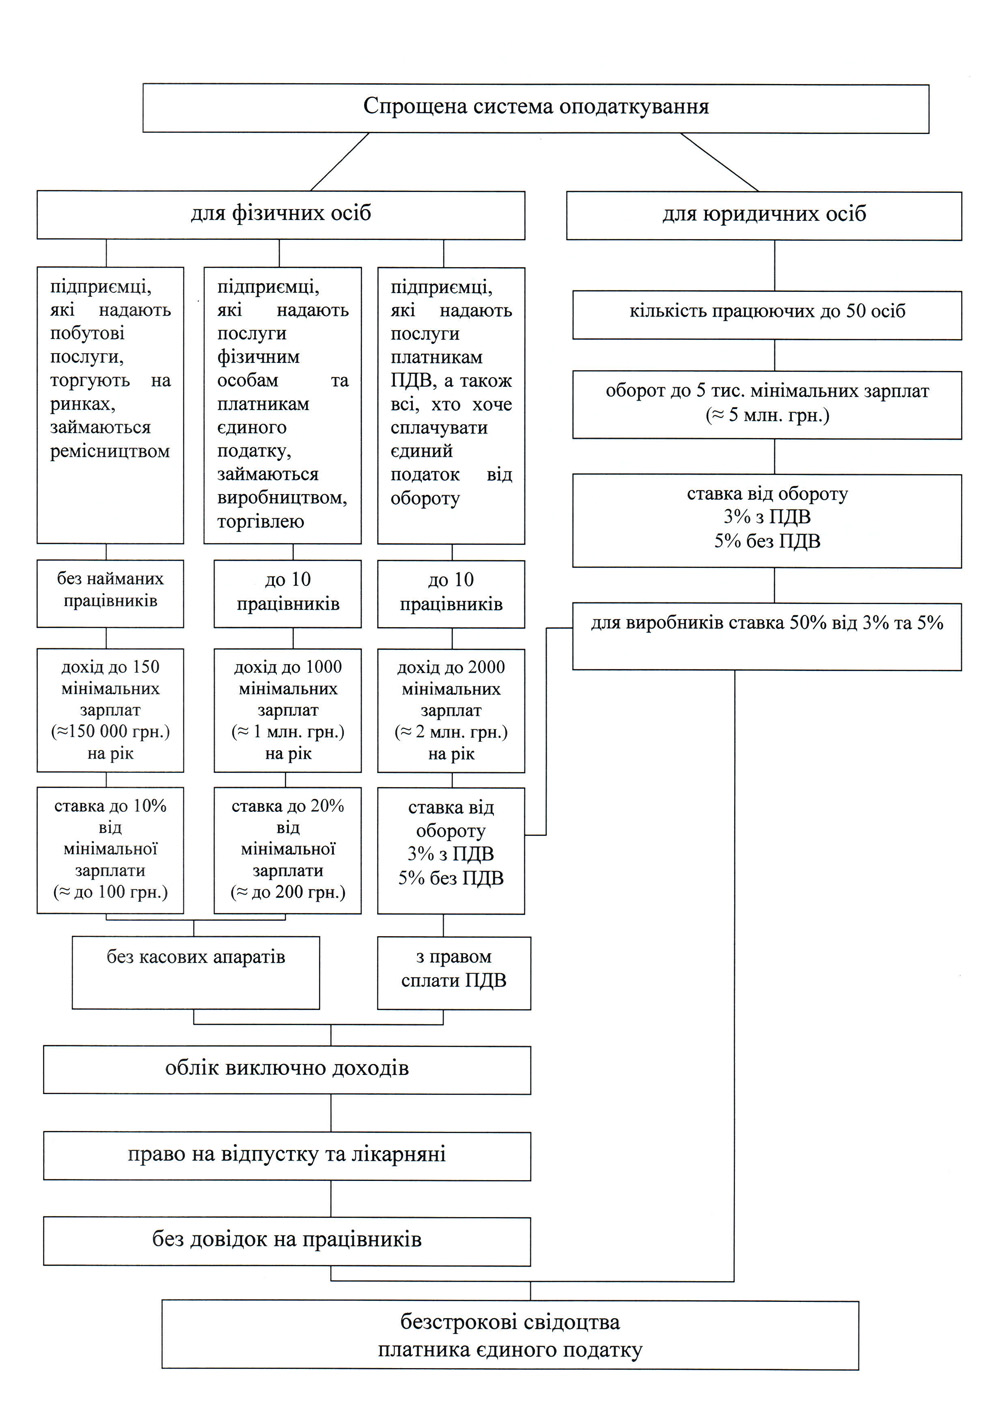 Спрощена система оподаткування
для фізичних осіб
для юридичних осіб
підприємці,
які надають
побутові
послуги,
торгують на
ринках,
займаються
ремісництвом
підприємці,
які надають
послуги
фізичним
особам та
платникам
єдиного
податку,
займаються
виробництвом,
торгівлею
підприємці,
які надають
послуги
платникам
ПДВ, а також
всі, хто хоче
сплачувати
єдиний
податок від
обороту
кількість працюючих до 50 осіб
оборот до 5 тис. мінімальних зарплат
(≈ 5 млн. грн.)
ставка від обороту
3% з ПДВ
5% без ПДВ
для виробників ставка 50% від 3% та 5%
без найманих
працівників
до 10
працівників
до 10
працівників
дохід до 150
мінімальних
зарплат
(≈150 000 грн.)
на рік
дохід до 1000
мінімальних
зарплат
(≈ 1 млн. грн.)
на рік
дохід до 2000
мінімальних
зарплат
(≈ 2 млн. грн.)
на рік
ставка до 10%
від
мінімальної
зарплати
(≈ до 100 грн.)
ставка до 20%
від
мінімальної
зарплати
(≈ до 200 грн.)
ставка від
обороту
3% з ПДВ
5% без ПДВ
без касових апаратів
з правом
сплати ПДВ
облік виключно доходів
право на відпустку та лікарняні
без довідок на працівників
безстрокові свідоцтва
платника єдиного податку